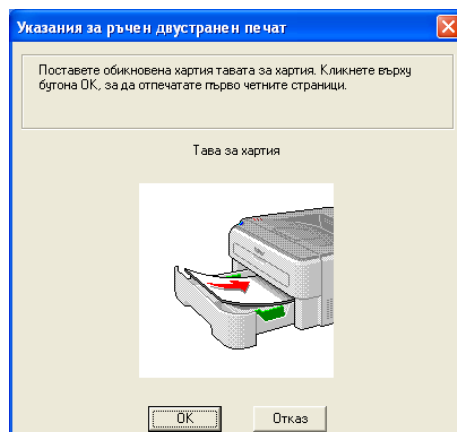 Указания за ръчен двустранен печат
Поставете обикновена хартия тавата за хартия. Кликнете върху
бутона OK, за да отпечатате първо четните страници.
Тава за хартия
OK
Отказ